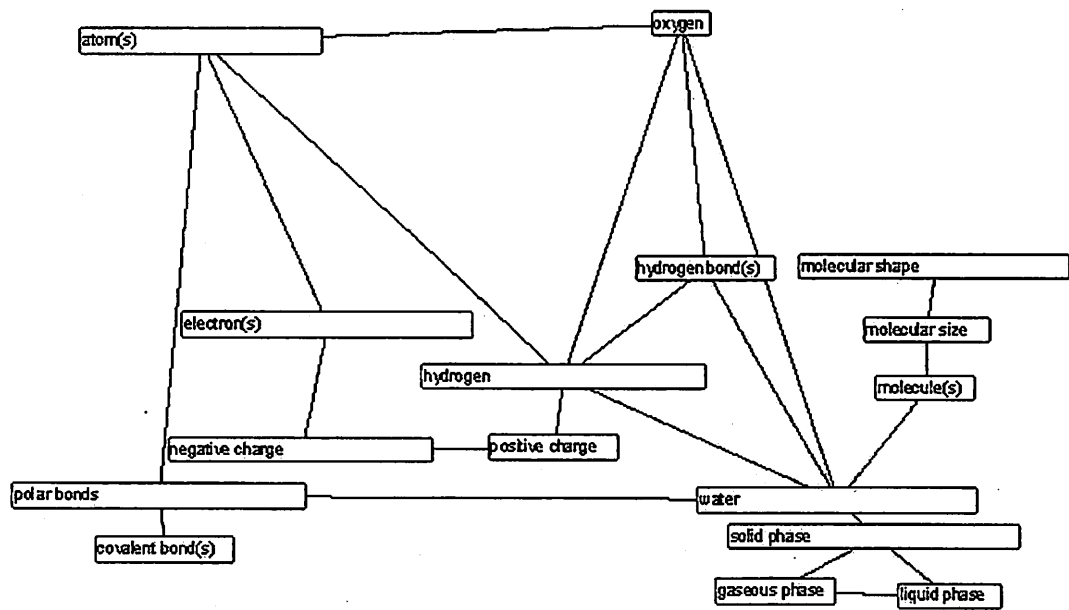 oxygen
atom(s)
hydrogen bond(s)
molecular shape
electron(s)
molecular size
hydrogen
molecule(s)
negative charge
positive charge
polar bonds
water
solid phase
covalent bond(s)
gaseous phase
liquid phase